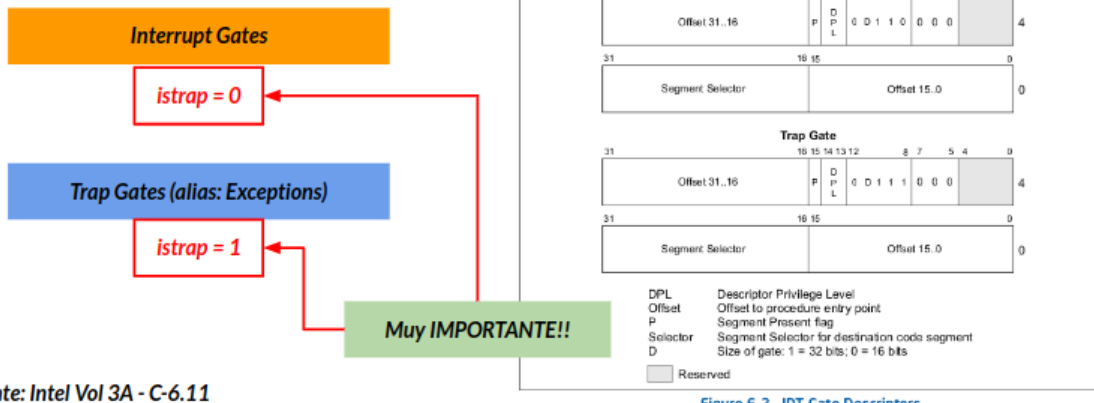 Interrupt Gates
istrap = 0
Trap Gates (alias: Exceptions)
istrap = 1
Muy IMPORTANTE!!
nte: Intel Vol 3A - C-6.11
Offset 31..16 P D P L 0 D 1 1 0 0 0 0 4
31 16 15 0
Segment Selector Offset 15..0 0
Trap Gate
31 16 15 14 13 12 8 7 5 4 0
Offset 31..16 P D P L 0 D 1 1 1 0 0 0 4
31 16 15 0
Segment Selector Offset 15..0 0
DPL Descriptor Privilege Level
Offset Offset to procedure entry point
P Segment Present flag
Selector Segment Selector for destination code segment
D Size of gate: 1 = 32 bits; 0 = 16 bits
Reserved
IDT Gate Descriptors